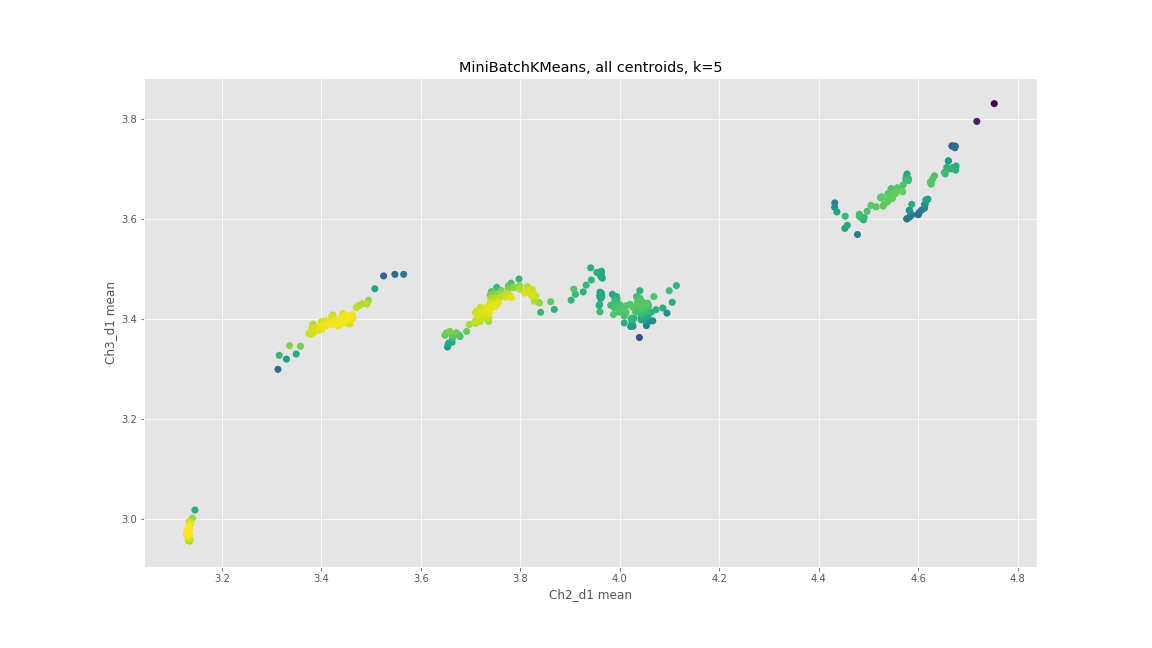 MiniBatchKMeans, all centroids, k=5
3.8
3.6
3.4
3.2
3.0
Ch3_d1 mean
3.2 3.4 3.6 3.8 4.0 4.2 4.4 4.6 4.8
Ch2_d1 mean